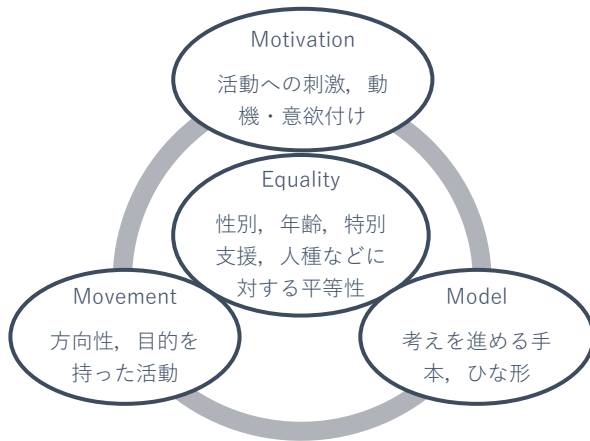 Motivation
活動への刺激，動
機・意欲付け
Equality
性別，年齢，特別
支援，人種などに
対する平等性
Movement
方向性，目的を
持った活動
Model
考えを進める手
本，ひな形